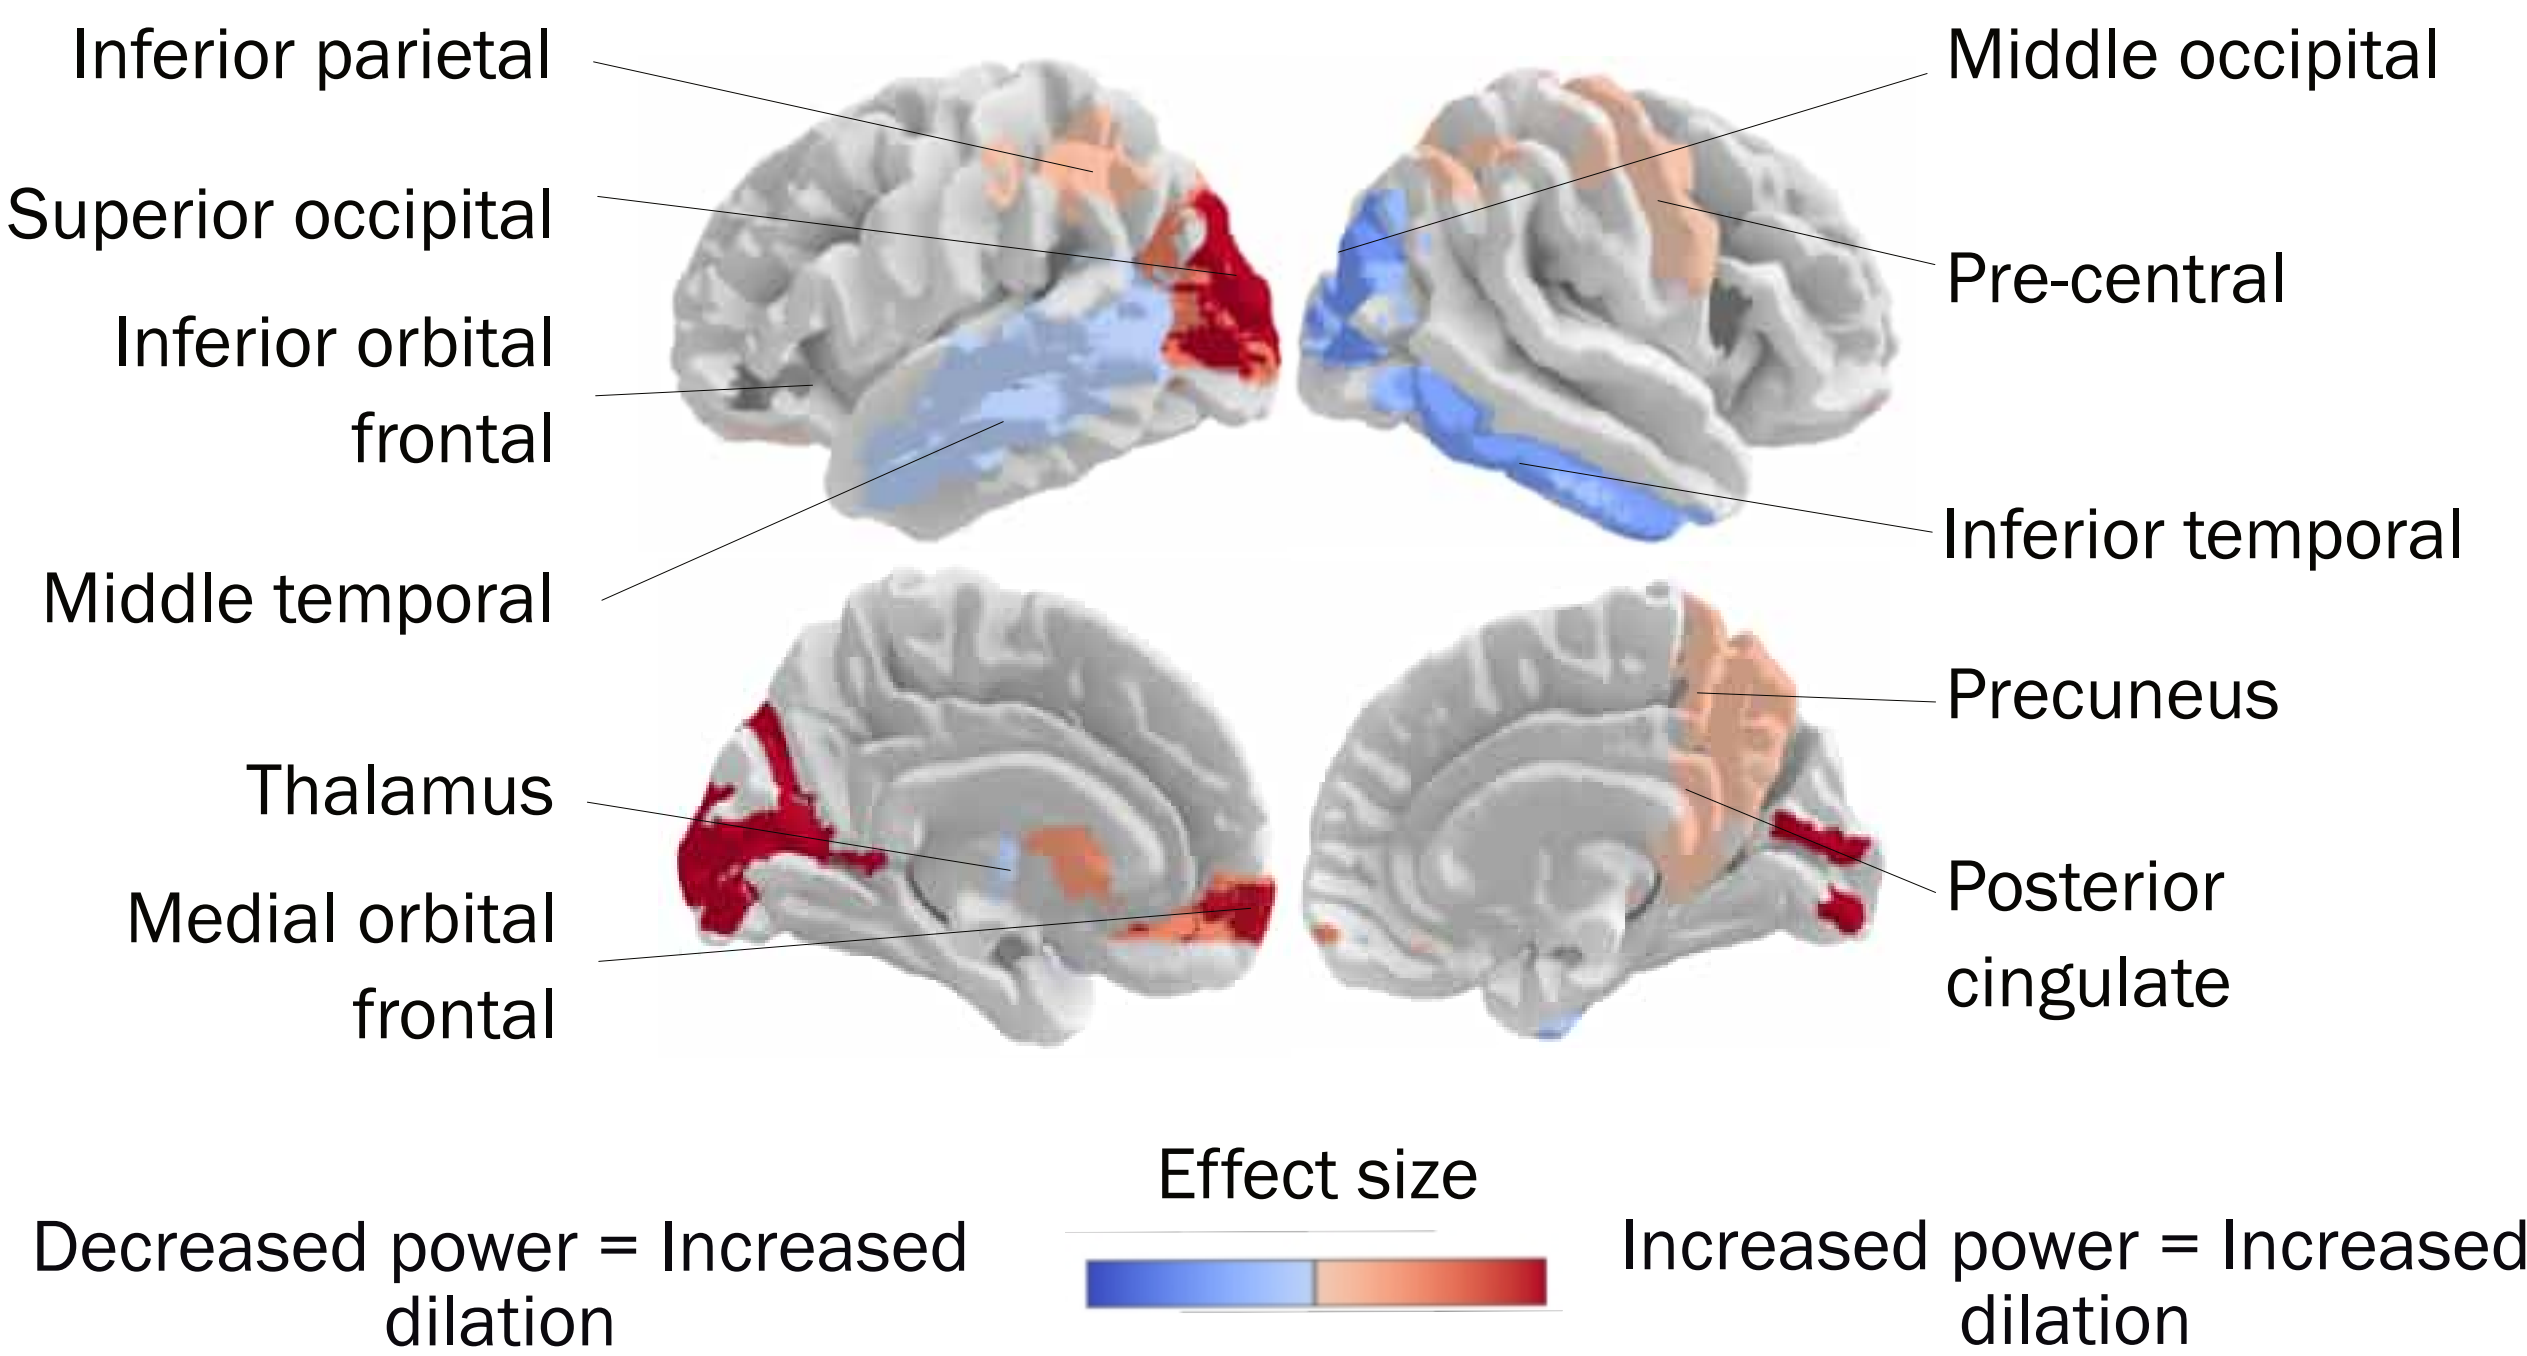 Inferior parietal
Superior occipital
Inferior orbital
frontal
Middle temporal
Thalamus
Medial orbital
frontal
Middle occipital
Pre-central
Inferior temporal
Precuneus
Posterior
cingulate
Effect size
Decreased power = Increased
dilation
Increased power = Increased
dilation